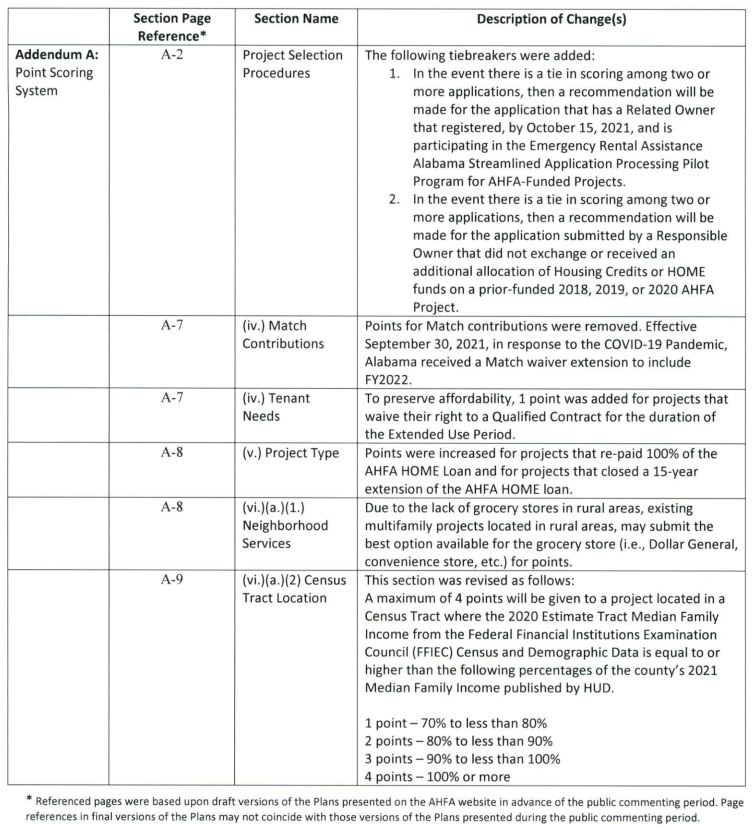 Section Page Reference*
Section Name
Description of Change(s)
Addendum A:
Point Scoring
System
A-2
Project Selection
Procedures
The following tiebreakers were added:
1. In the event there is a tie in scoring among two or
more applications, then a recommendation will be
made for the application that has a Related Owner
that registered, by October 15, 2021, and is
participating in the Emergency Rental Assistance
Alabama Streamlined Application Processing Pilot
Program for AHFA-Funded Projects.
2. In the event there is a tie in scoring among two or
more applications, then a recommendation will be
made for the application submitted by a Responsible
Owner that did not exchange or received an
additional allocation of Housing Credits or HOME
funds on a prior-funded 2018, 2019, or 2020 AHFA
Project.
A-7
(iv.) Match
Contributions
Points for Match contributions were removed. Effective
September 30, 2021, in response to the COVID-19 Pandemic,
Alabama received a Match waiver extension to include
FY2022.
A-7
(iv.) Tenant
Needs
To preserve affordability, 1 point was added for projects that
waive their right to a Qualified Contract for the duration of
the Extended Use Period.
A-8
(v.) Project Type
Points were increased for projects that re-paid 100% of the
AHFA HOME Loan and for projects that closed a 15-year
extension of the AHFA HOME loan.
A-8
(vi.)(a.)(1.)
Neighborhood
Services
Due to the lack of grocery stores in rural areas, existing
multifamily projects located in rural areas, may submit the
best option available for the grocery store (i.e., Dollar General,
convenience store, etc.) for points.
A-9
(vi.)(a.)(2) Census
Tract Location
This section was revised as follows:
A maximum of 4 points will be given to a project located in a
Census Tract where the 2020 Estimate Tract Median Family
Income from the Federal Financial Institutions Examination
Council (FFIEC) Census and Demographic Data is equal to or
higher than the following percentages of the county's 2021
Median Family Income published by HUD.
1 point – 70% to less than 80%
2 points – 80% to less than 90%
3 points – 90% to less than 100%
4 points – 100% or more
* Referenced pages were based upon draft versions of the Plans presented on the AHFA website in advance of the public commenting period. Page
references in final versions of the Plans may not coincide with those versions of the Plans presented during the public commenting period.